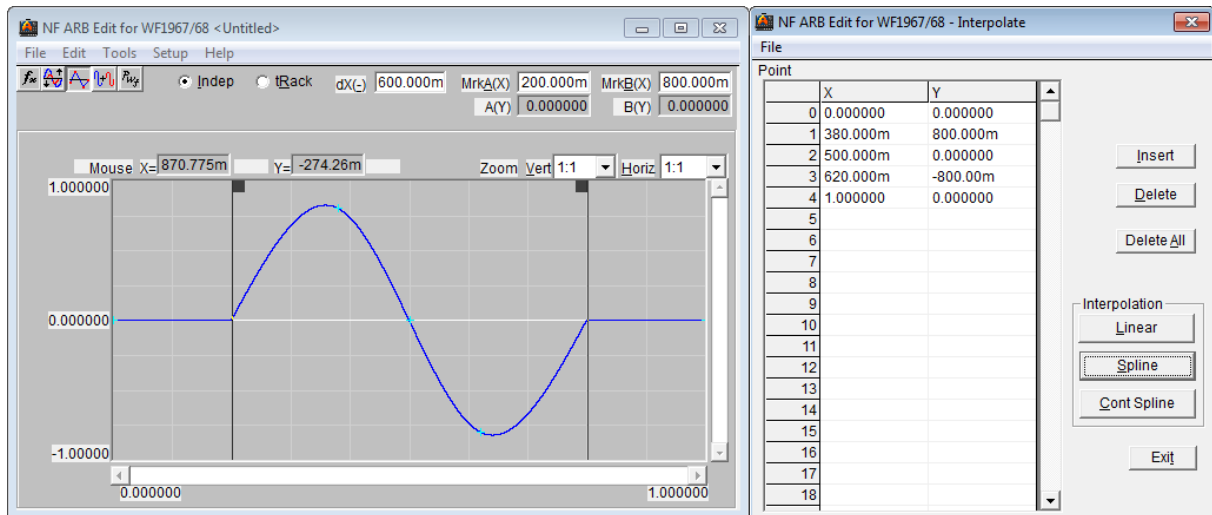 NF ARB Edit for WF1967/68 <Untitled>
File Edit Tools Setup Help
Indep tRack dX(-) 600.000m MrkA(X) 200.000m MrkB(X) 800.000m
A(Y) 0.000000 B(Y) 0.000000
Mouse X= 870.775m Y= -274.26m Zoom Vert 1:1 Horiz 1:1
1.000000
0.000000
-1.00000
0.000000 1.000000
NF ARB Edit for WF1967/68 - Interpolate
File
Point
X Y
0 0.000000 0.000000
1 380.000m 800.000m
2 500.000m 0.000000
3 620.000m -800.00m
4 1.000000 0.000000
5
6
7
8
9
10
11
12
13
14
15
16
17
18
Insert
Delete
Delete All
Interpolation
Linear
Spline
Cont Spline
Exit